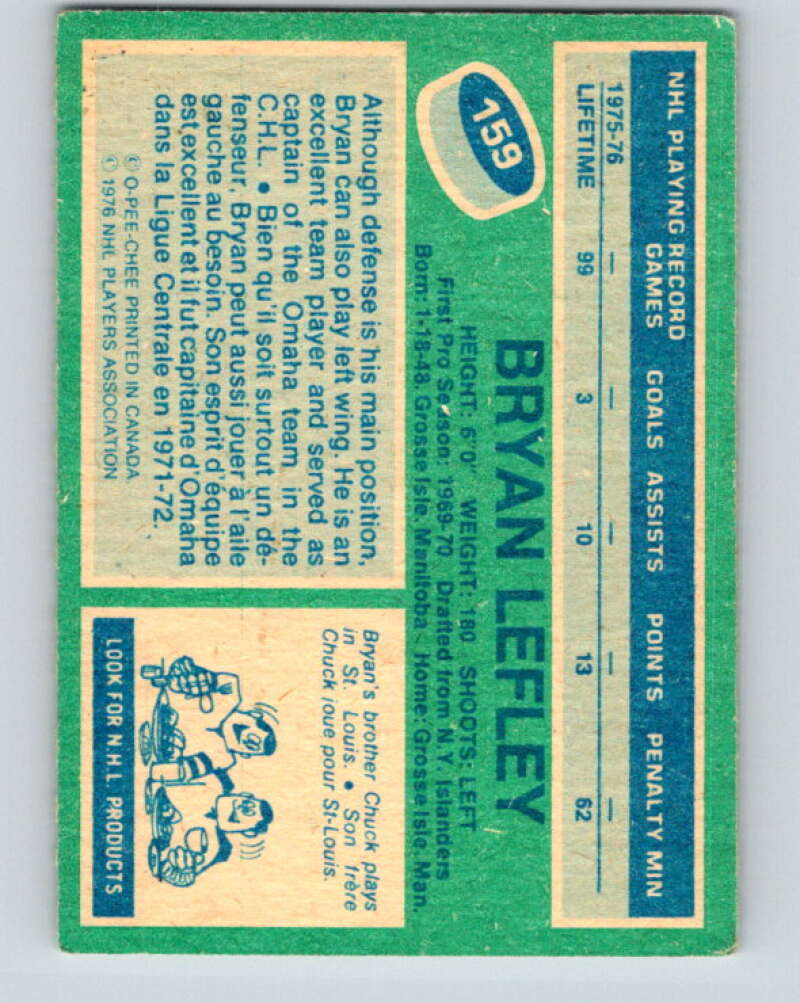 159
BRYAN LEFLEY
HEIGHT: 6'0' WEIGHT: 180 SHOOTS: LEFT
First Pro Season: 1969-70 Drafted from N.Y. Islanders
Born: 1-18-48, Grosse Isle, Manitoba Home: Grosse Isle, Man.
NHL PLAYING RECORD
GAMES GOALS ASSISTS POINTS PENALTY MIN
1975-76 — — — — —
LIFETIME 99 3 10 13 62
Although defense is his main position,
Bryan can also play left wing. He is an
excellent team player and served as
captain of the Omaha team in the
C.H.L. • Bien qu'il soit surtout un dé-
fenseur, Bryan peut aussi jouer à l'aile
gauche au besoin. Son esprit d'équipe
est excellent et il fut capitaine d'Omaha
dans la Ligue Centrale en 1971-72.
© O-PEE-CHEE PRINTED IN CANADA
© 1976 NHL PLAYERS ASSOCIATION
Bryan's brother Chuck plays
in St. Louis. • Son frère
Chuck joue pour St-Louis.
LOOK FOR N.H.L. PRODUCTS